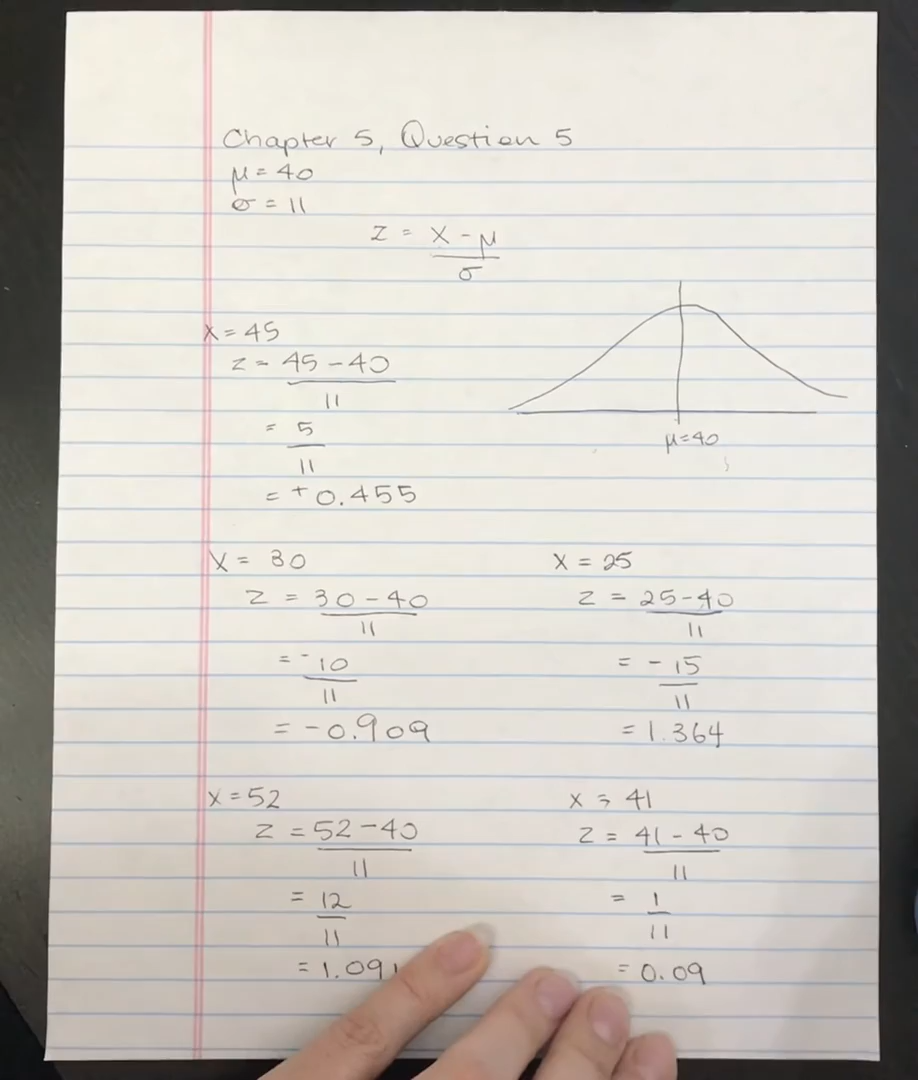 Chapter 5, Question 5
μ = 40
σ = 11
z = x - μ
σ
x = 45
z = 45 - 40
11
= 5
11
= +0.455
μ=40
x = 30
z = 30 - 40
11
= -10
11
= -0.909
x = 25
z = 25-40
11
= -15
11
= 1.364
x = 52
z = 52 - 40
11
= 12
11
= 1.091
x = 41
z = 41 - 40
11
= 1
11
= 0.09